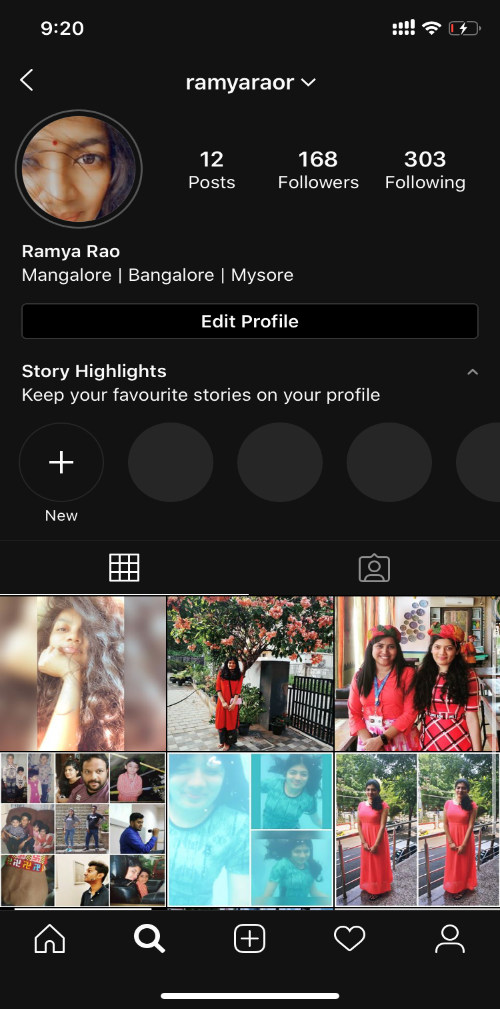 9:20
ramyaraor
12 168 303
Posts Followers Following
Ramya Rao
Mangalore | Bangalore | Mysore
Edit Profile
Story Highlights
Keep your favourite stories on your profile
New